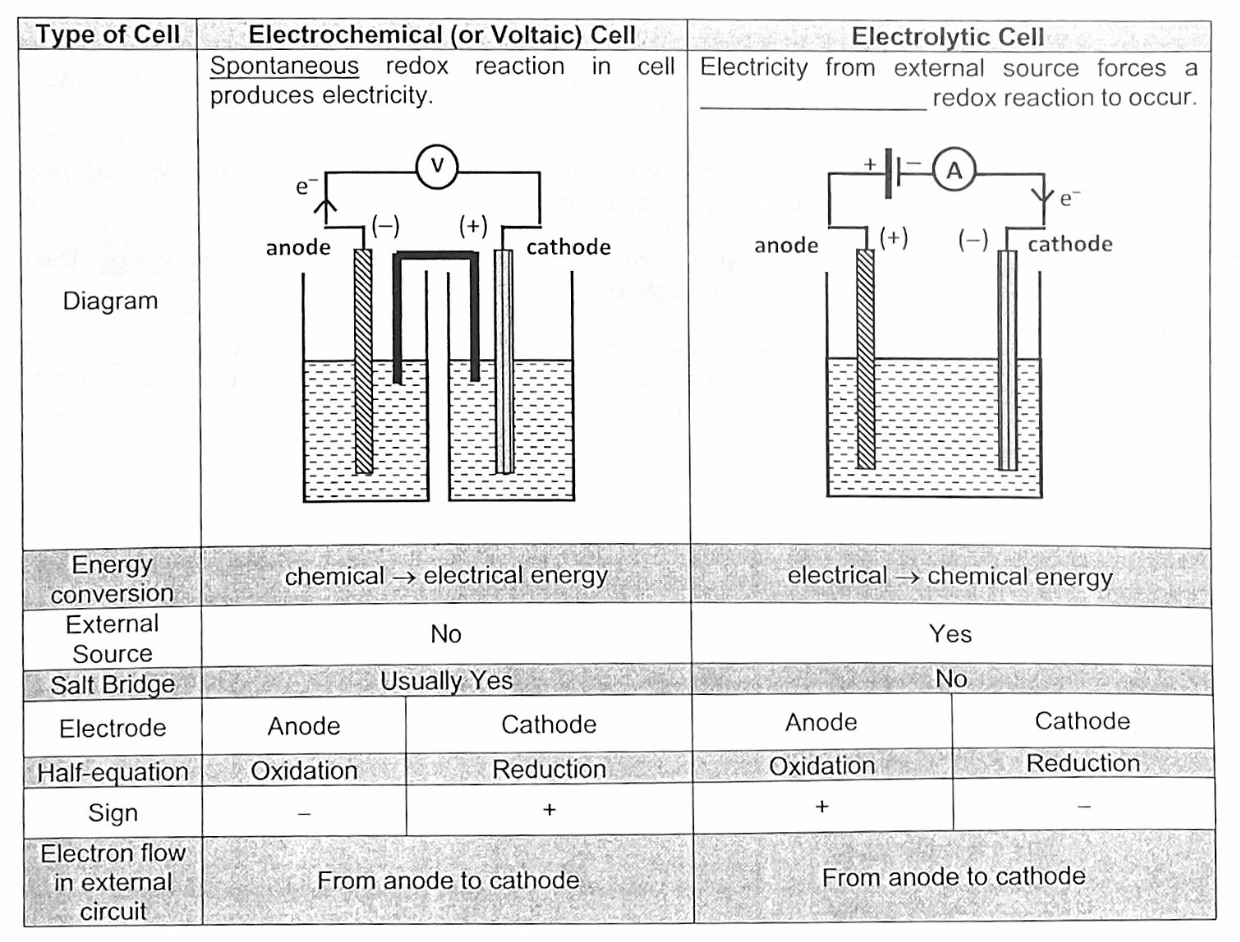 Type of Cell Electrochemical (or Voltaic) Cell Electrolytic Cell
Spontaneous redox reaction in cell
produces electricity.
Electricity from external source forces a
____________ redox reaction to occur.
Diagram
V
e⁻
(–) (+)
anode cathode
+ – A
e⁻
anode (+) (–) cathode
Energy
conversion
chemical → electrical energy
electrical → chemical energy
External
Source
No
Yes
Salt Bridge Usually Yes No
Electrode Anode Cathode Anode Cathode
Half-equation Oxidation Reduction Oxidation Reduction
Sign – + + –
Electron flow
in external
circuit
From anode to cathode
From anode to cathode